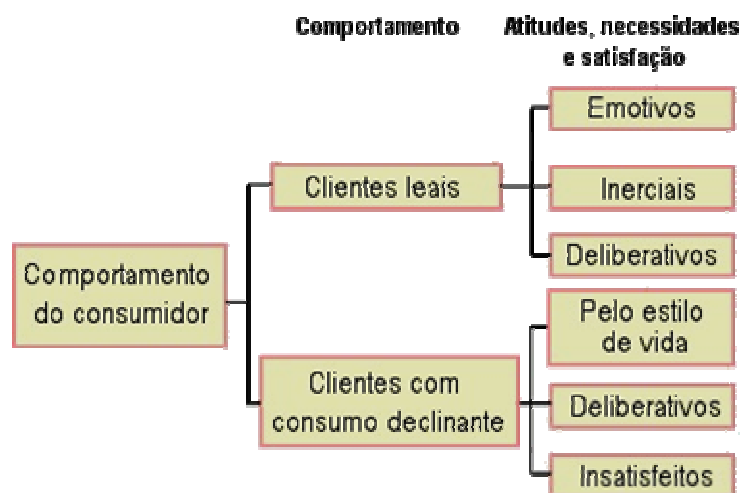 Comportamento
Atitudes, necessidades
e satisfação
Comportamento
do consumidor
Clientes leais
Emotivos
Inerciais
Deliberativos
Clientes com
consumo declinante
Pelo estilo
de vida
Deliberativos
Insatisfeitos